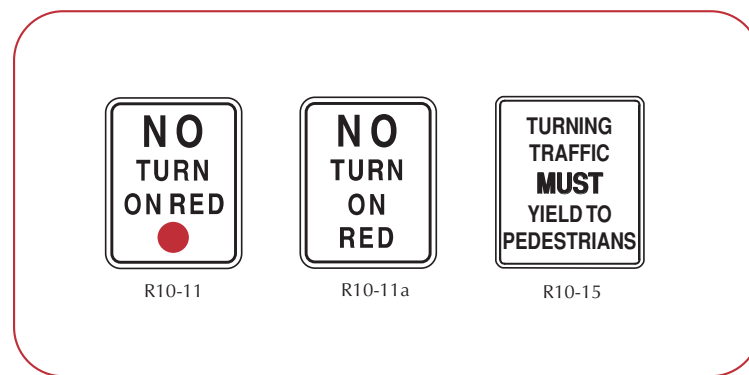 NO
TURN
ON RED
R10-11
NO
TURN
ON
RED
R10-11a
TURNING
TRAFFIC
MUST
YIELD TO
PEDESTRIANS
R10-15